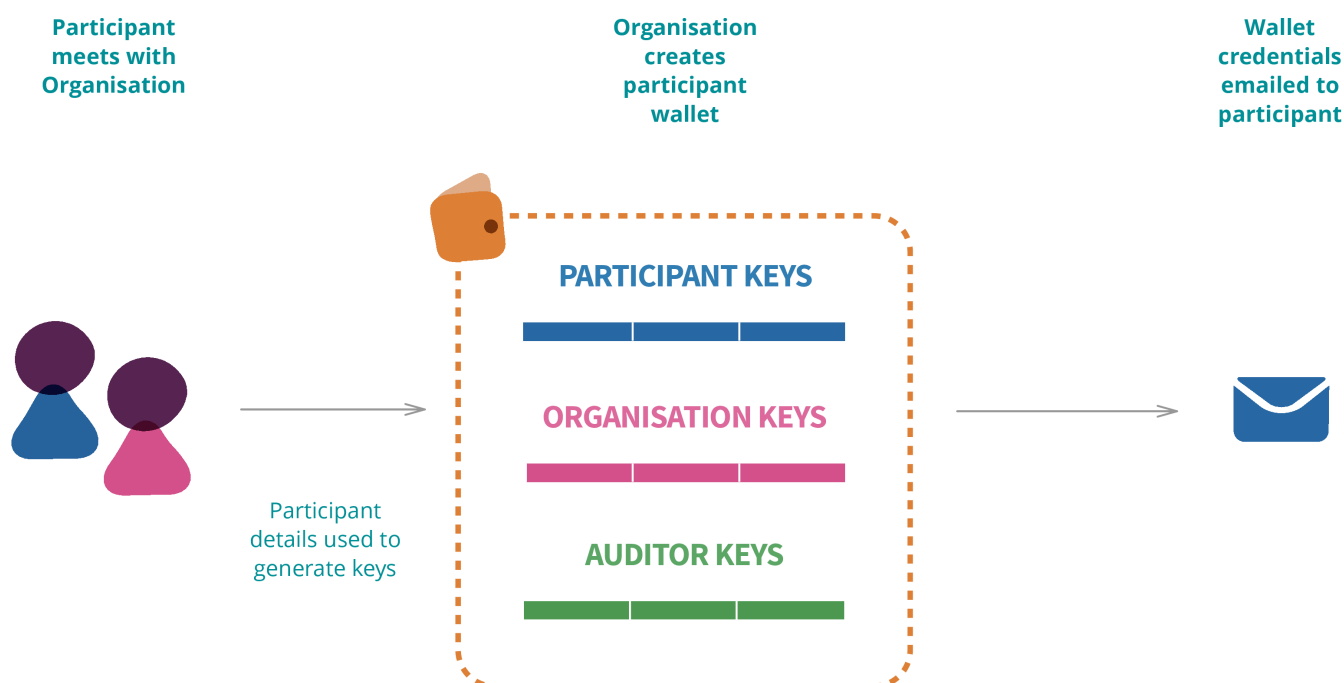 Participant
meets with
Organisation
Organisation
creates
participant
wallet
Wallet
credentials
emailed to
participant
PARTICIPANT KEYS
ORGANISATION KEYS
Participant
details used to
generate keys
AUDITOR KEYS